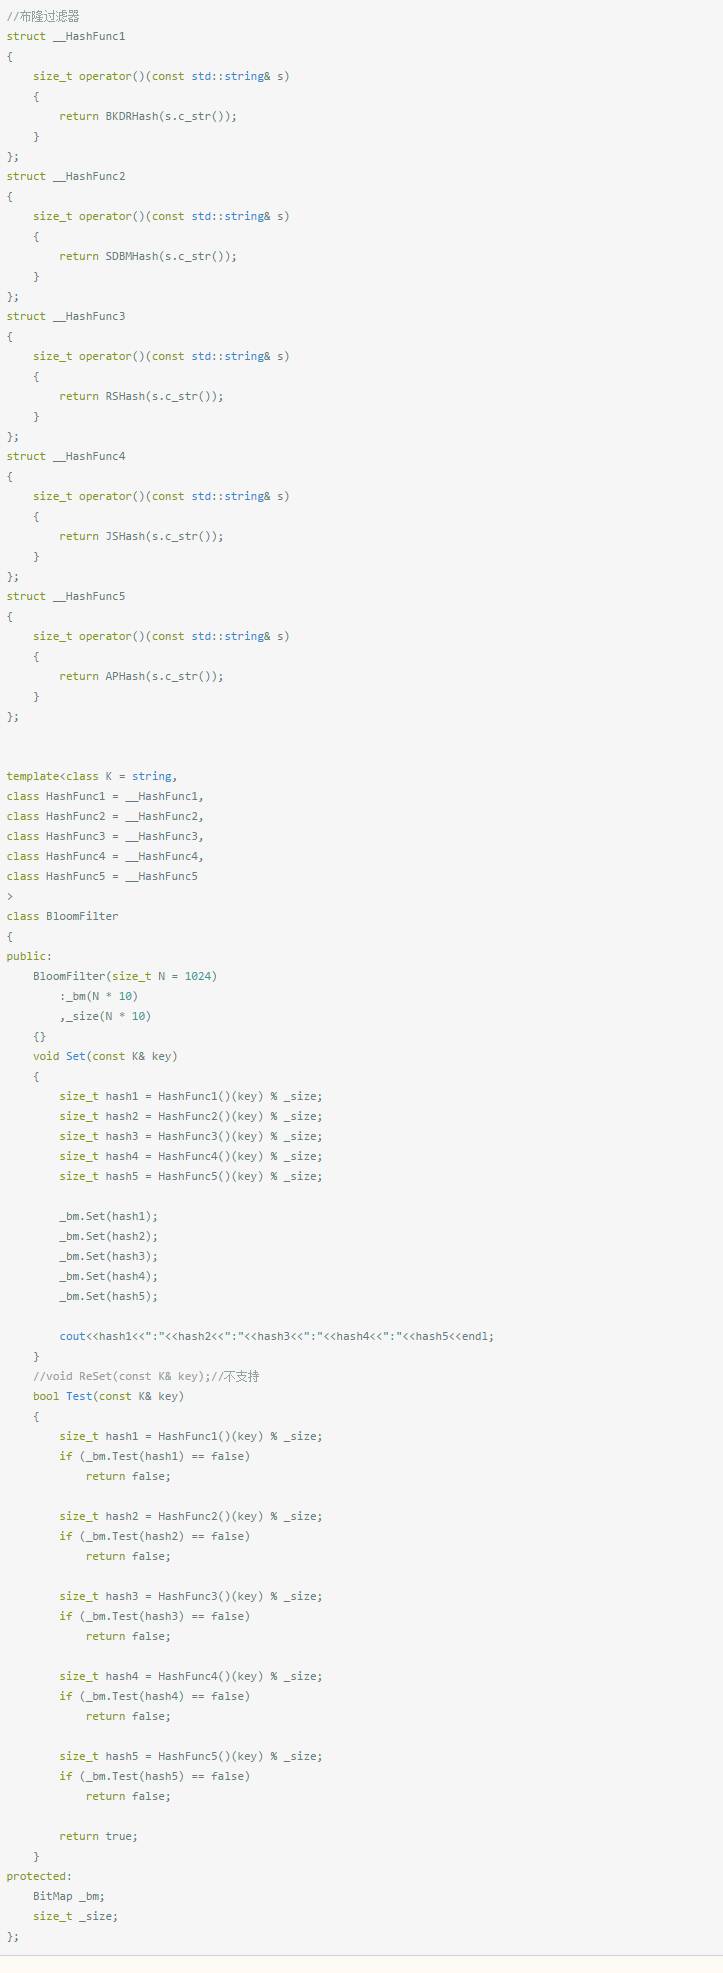 //布隆过滤器
struct __HashFunc1
{
    size_t operator()(const std::string& s)
    {
        return BKDRHash(s.c_str());
    }
};
struct __HashFunc2
{
    size_t operator()(const std::string& s)
    {
        return SDBMHash(s.c_str());
    }
};
struct __HashFunc3
{
    size_t operator()(const std::string& s)
    {
        return RSHash(s.c_str());
    }
};
struct __HashFunc4
{
    size_t operator()(const std::string& s)
    {
        return JSHash(s.c_str());
    }
};
struct __HashFunc5
{
    size_t operator()(const std::string& s)
    {
        return APHash(s.c_str());
    }
};
template<class K = string,
class HashFunc1 = __HashFunc1,
class HashFunc2 = __HashFunc2,
class HashFunc3 = __HashFunc3,
class HashFunc4 = __HashFunc4,
class HashFunc5 = __HashFunc5
>
class BloomFilter
{
public:
    BloomFilter(size_t N = 1024)
        :_bm(N * 10)
        ,_size(N * 10)
    {}
    void Set(const K& key)
    {
        size_t hash1 = HashFunc1()(key) % _size;
        size_t hash2 = HashFunc2()(key) % _size;
        size_t hash3 = HashFunc3()(key) % _size;
        size_t hash4 = HashFunc4()(key) % _size;
        size_t hash5 = HashFunc5()(key) % _size;
        _bm.Set(hash1);
        _bm.Set(hash2);
        _bm.Set(hash3);
        _bm.Set(hash4);
        _bm.Set(hash5);
        cout<<hash1<<":"<<hash2<<":"<<hash3<<":"<<hash4<<":"<<hash5<<endl;
    }
    //void ReSet(const K& key);//不支持
    bool Test(const K& key)
    {
        size_t hash1 = HashFunc1()(key) % _size;
        if (_bm.Test(hash1) == false)
            return false;
        size_t hash2 = HashFunc2()(key) % _size;
        if (_bm.Test(hash2) == false)
            return false;
        size_t hash3 = HashFunc3()(key) % _size;
        if (_bm.Test(hash3) == false)
            return false;
        size_t hash4 = HashFunc4()(key) % _size;
        if (_bm.Test(hash4) == false)
            return false;
        size_t hash5 = HashFunc5()(key) % _size;
        if (_bm.Test(hash5) == false)
            return false;
        return true;
    }
protected:
    BitMap _bm;
    size_t _size;
};